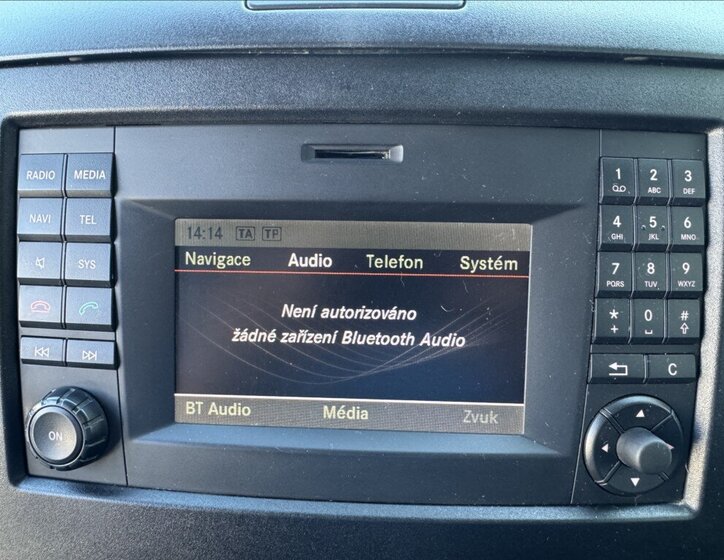 RADIO MEDIA
NAVI TEL
SYS
ON
14:14 TA TP
Navigace Audio Telefon Systém
Není autorizováno
žádné zařízení Bluetooth Audio
BT Audio Média Zvuk
1 2 ABC 3 DEF
4 GHI 5 JKL 6 MNO
7 PQRS 8 TUV 9 WXYZ
* + 0 #
C